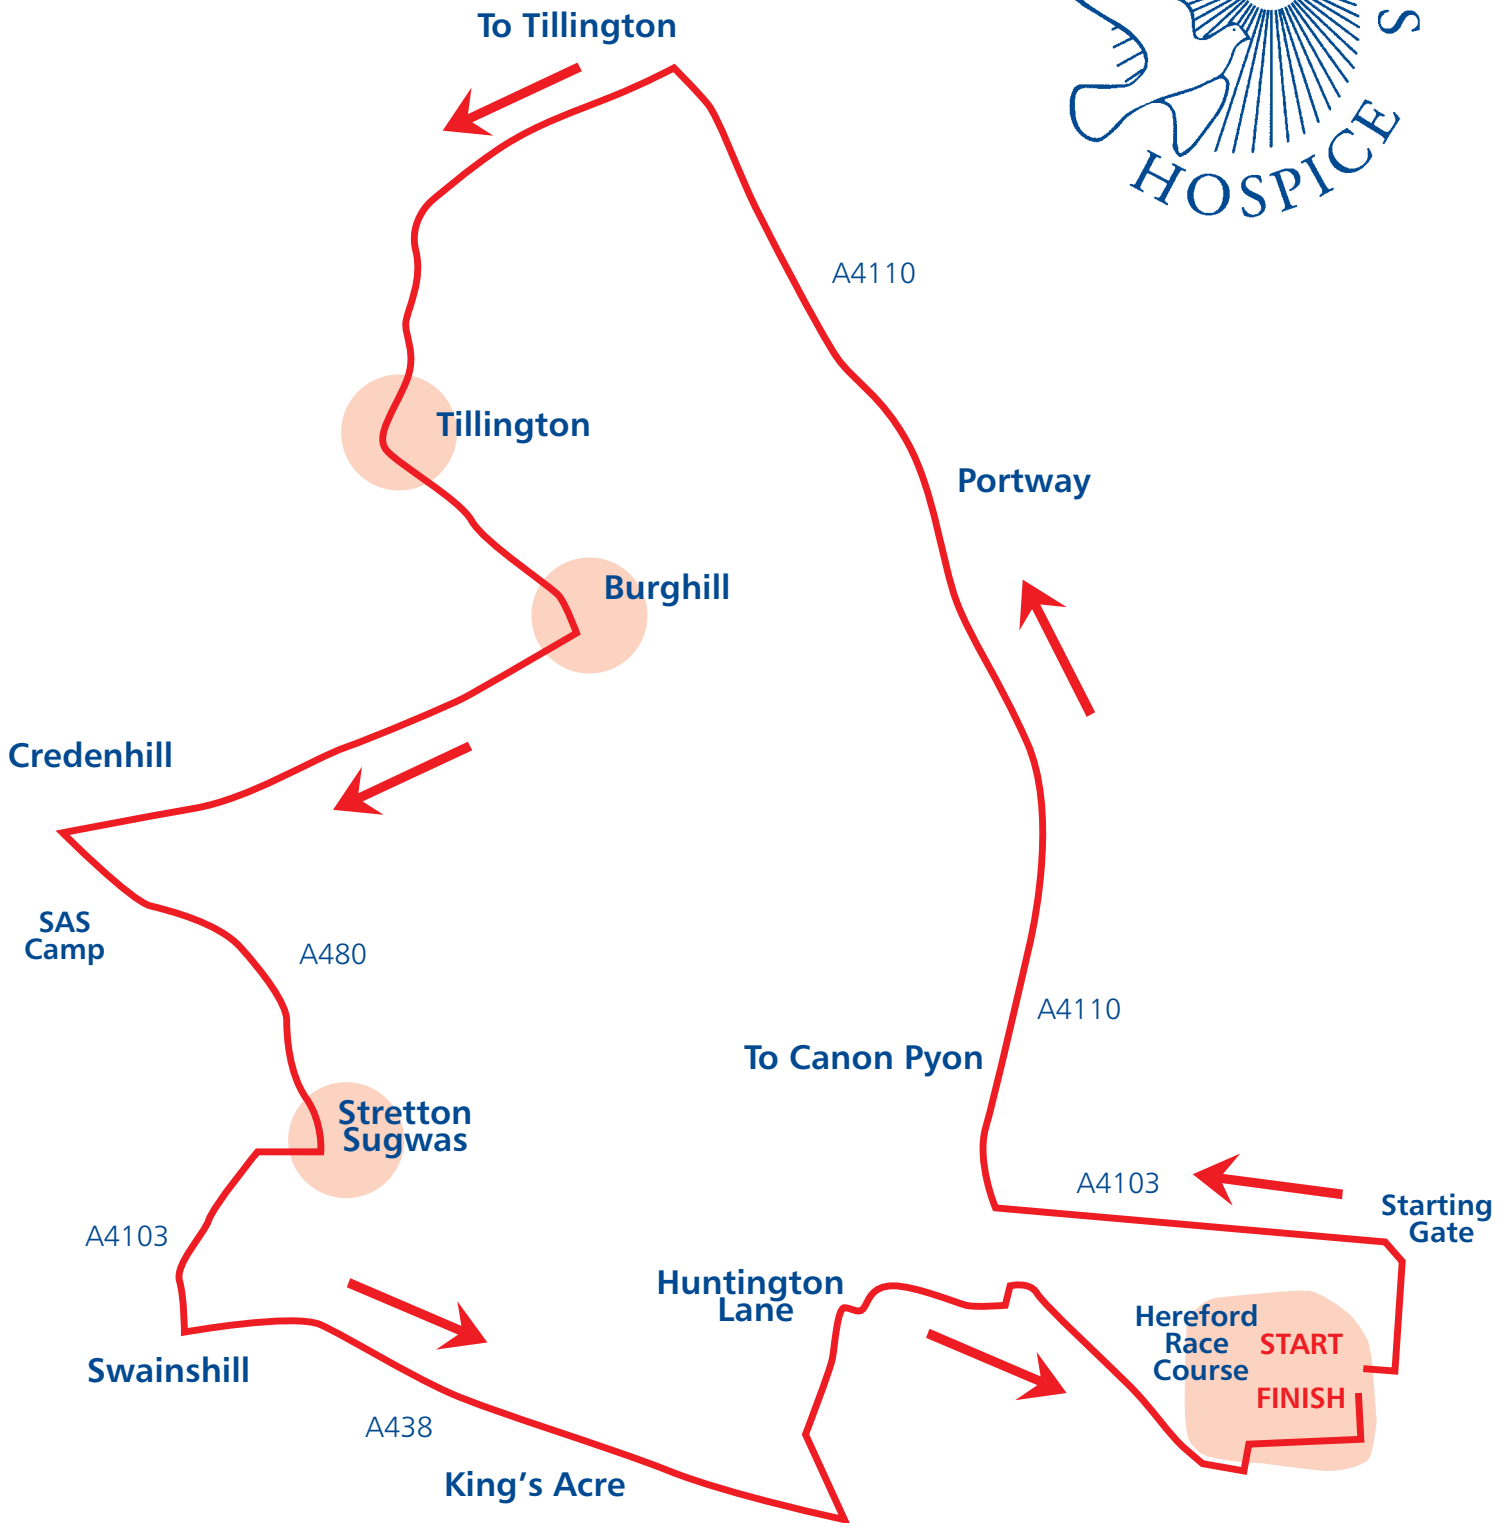 To Tillington
S
HOSPICE
A4110
Tillington
Portway
Burghill
Credenhill
SAS
Camp
A480
A4110
To Canon Pyon
Stretton
Sugwas
A4103
Starting
Gate
A4103
Huntington
Lane
Hereford
Race
Course
START
FINISH
Swainshill
A438
King's Acre